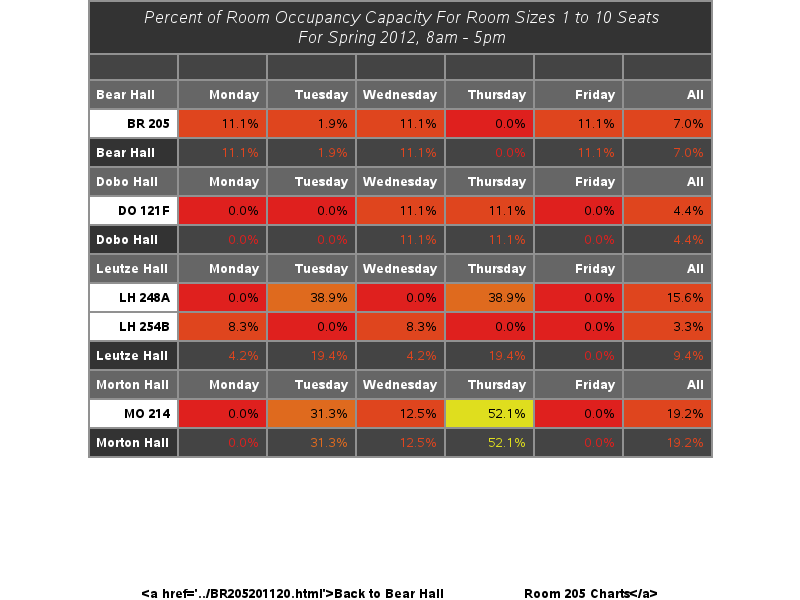 Percent of Room Occupancy Capacity For Room Sizes 1 to 10 Seats
For Spring 2012, 8am - 5pm
Bear Hall Monday Tuesday Wednesday Thursday Friday All
BR 205 11.1% 1.9% 11.1% 0.0% 11.1% 7.0%
Bear Hall 11.1% 1.9% 11.1% 0.0% 11.1% 7.0%
Dobo Hall Monday Tuesday Wednesday Thursday Friday All
DO 121F 0.0% 0.0% 11.1% 11.1% 0.0% 4.4%
Dobo Hall 0.0% 0.0% 11.1% 11.1% 0.0% 4.4%
Leutze Hall Monday Tuesday Wednesday Thursday Friday All
LH 248A 0.0% 38.9% 0.0% 38.9% 0.0% 15.6%
LH 254B 8.3% 0.0% 8.3% 0.0% 0.0% 3.3%
Leutze Hall 4.2% 19.4% 4.2% 19.4% 0.0% 9.4%
Morton Hall Monday Tuesday Wednesday Thursday Friday All
MO 214 0.0% 31.3% 12.5% 52.1% 0.0% 19.2%
Morton Hall 0.0% 31.3% 12.5% 52.1% 0.0% 19.2%
<a href='../BR205201120.html'>Back to Bear Hall Room 205 Charts</a>